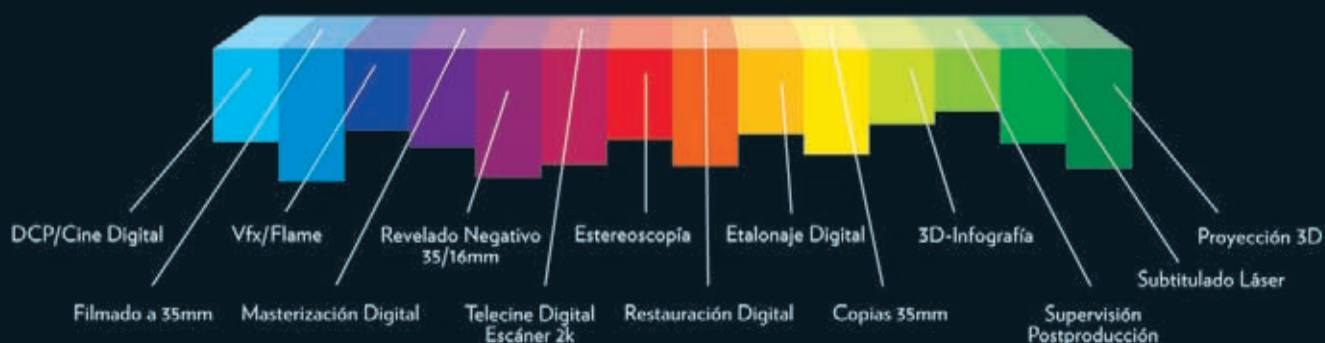 DCP/Cine Digital
Vfx/Flame
Revelado Negativo
35/16mm
Estereoscopía
Etalonaje Digital
3D-Infografía
Proyección 3D
Subtitulado Láser
Filmado a 35mm
Masterización Digital
Telecine Digital
Escáner 2k
Restauración Digital
Copias 35mm
Supervisión
Postproducción